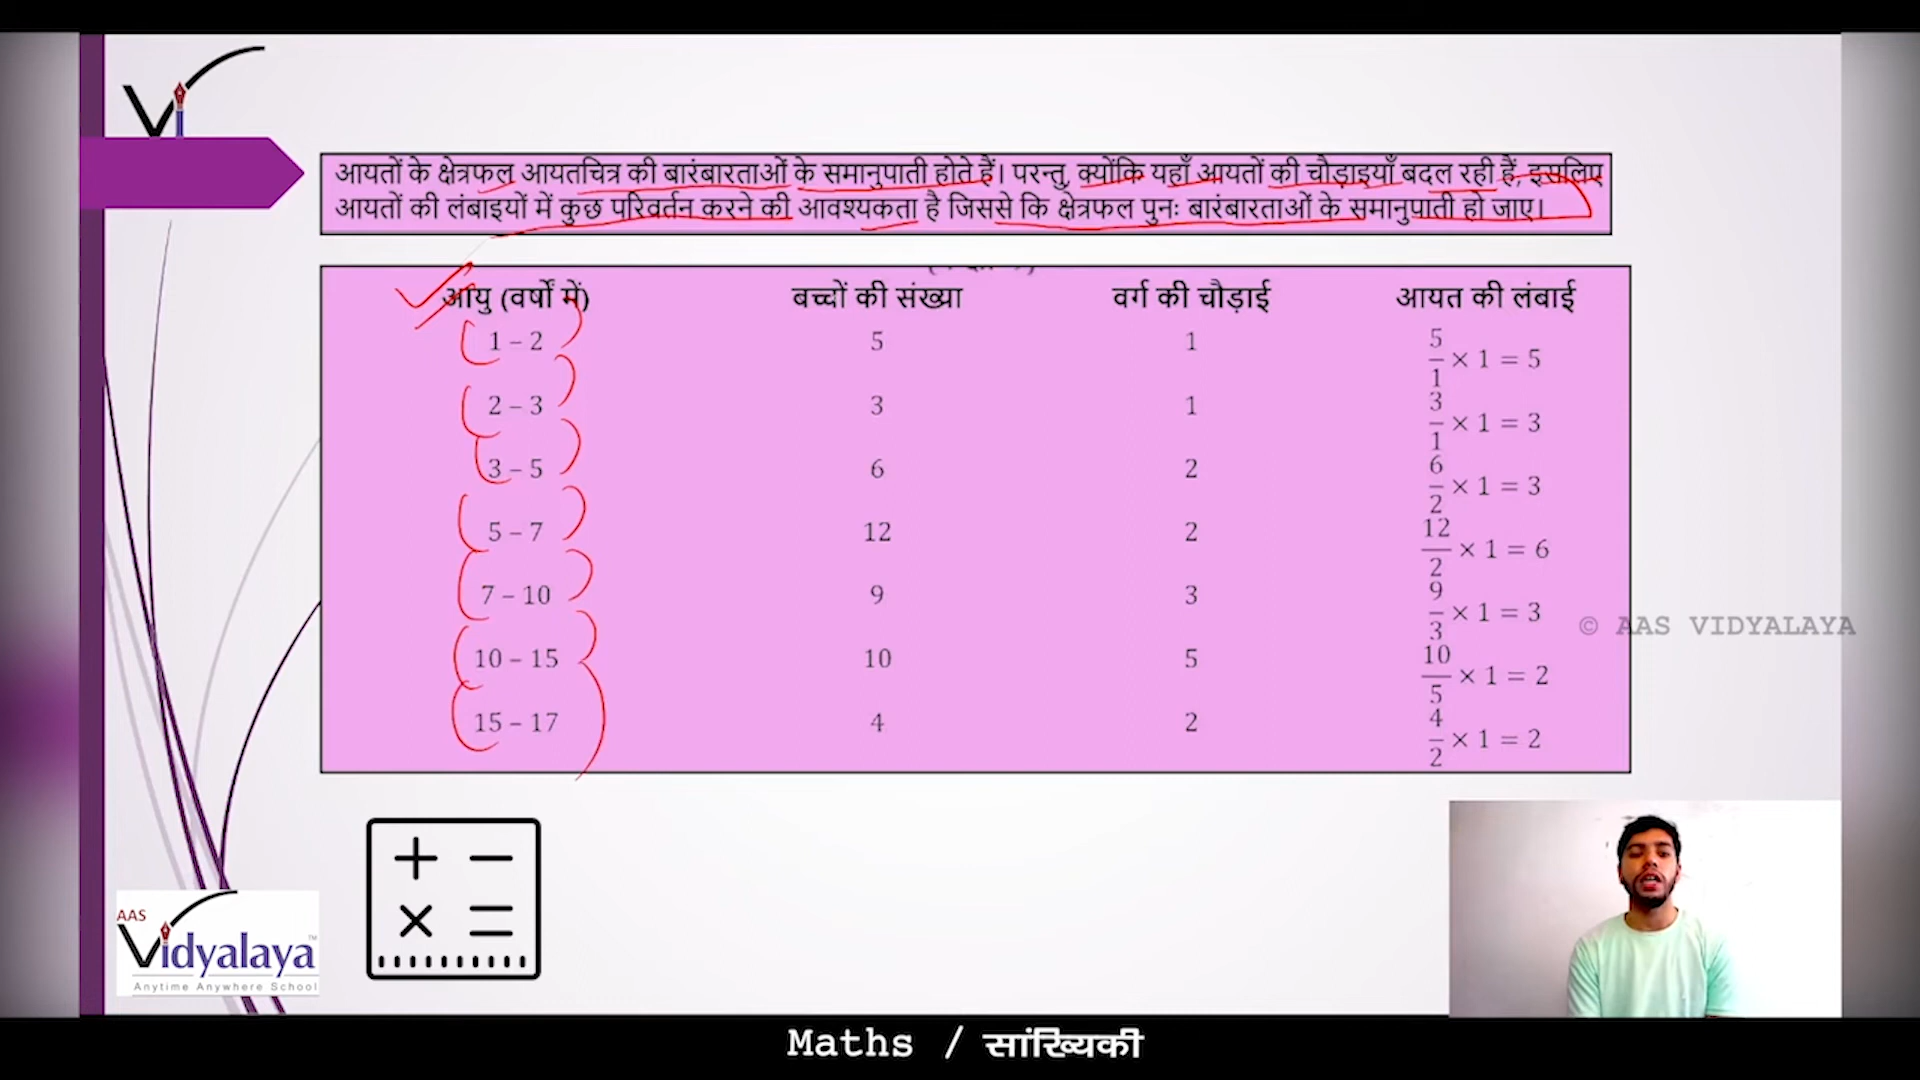 आयतों के क्षेत्रफल आयतचित्र की बारंबारताओं के समानुपाती होते हैं। परन्तु, क्योंकि यहाँ आयतों की चौड़ाइयाँ बदल रही हैं, इसलिए
आयतों की लंबाइयों में कुछ परिवर्तन करने की आवश्यकता है जिससे कि क्षेत्रफल पुनः बारंबारताओं के समानुपाती हो जाए।
आयु (वर्षों में) बच्चों की संख्या वर्ग की चौड़ाई आयत की लंबाई
1 – 2 5 1 5/1 × 1 = 5
2 – 3 3 1 3/1 × 1 = 3
3 – 5 6 2 6/2 × 1 = 3
5 – 7 12 2 12/2 × 1 = 6
7 – 10 9 3 9/3 × 1 = 3
10 – 15 10 5 10/5 × 1 = 2
15 – 17 4 2 4/2 × 1 = 2
© AAS VIDYALAYA
+ −
× =
AAS
Vidyalaya™
Anytime Anywhere School
Maths / सांख्यिकी